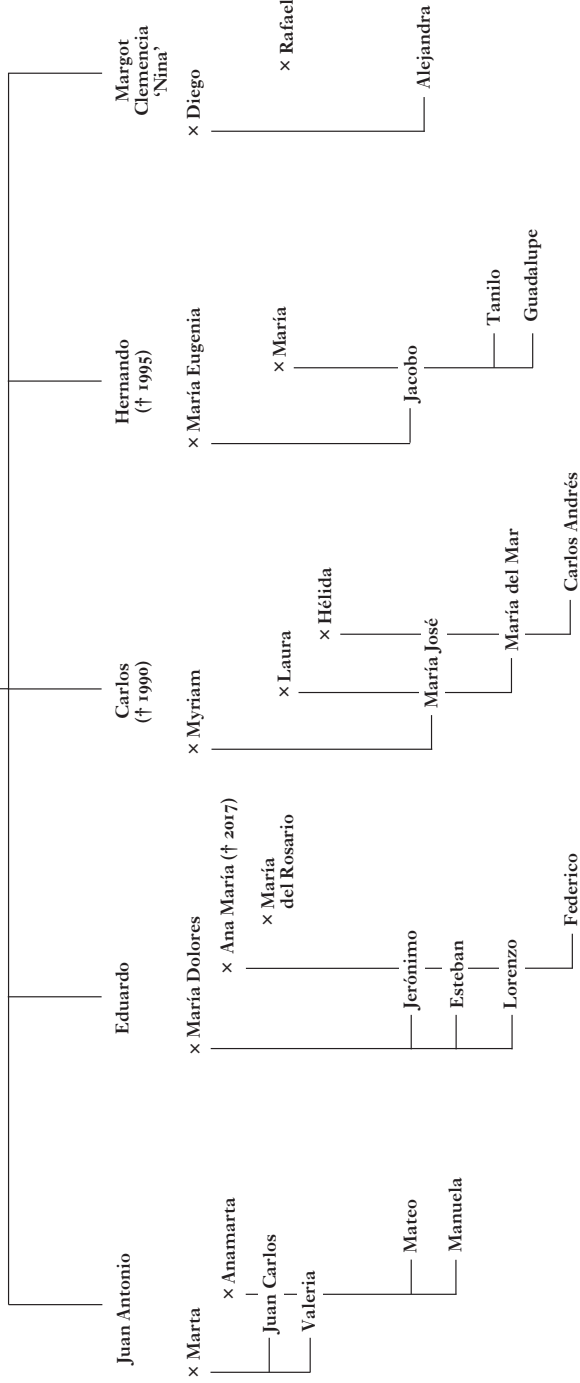 Juan Antonio
× Marta
× Anamarta
Juan Carlos
Valeria
Mateo
Manuela
Eduardo
× María Dolores
× Ana María († 2017)
× María
del Rosario
Jerónimo
Esteban
Lorenzo
Federico
Carlos
(† 1990)
× Myriam
× Laura
× Hélida
María José
María del Mar
Carlos Andrés
Hernando
(† 1995)
× María Eugenia
× María
Jacobo
Tanilo
Guadalupe
Margot
Clemencia
‘Nina’
× Diego
× Rafael
Alejandra